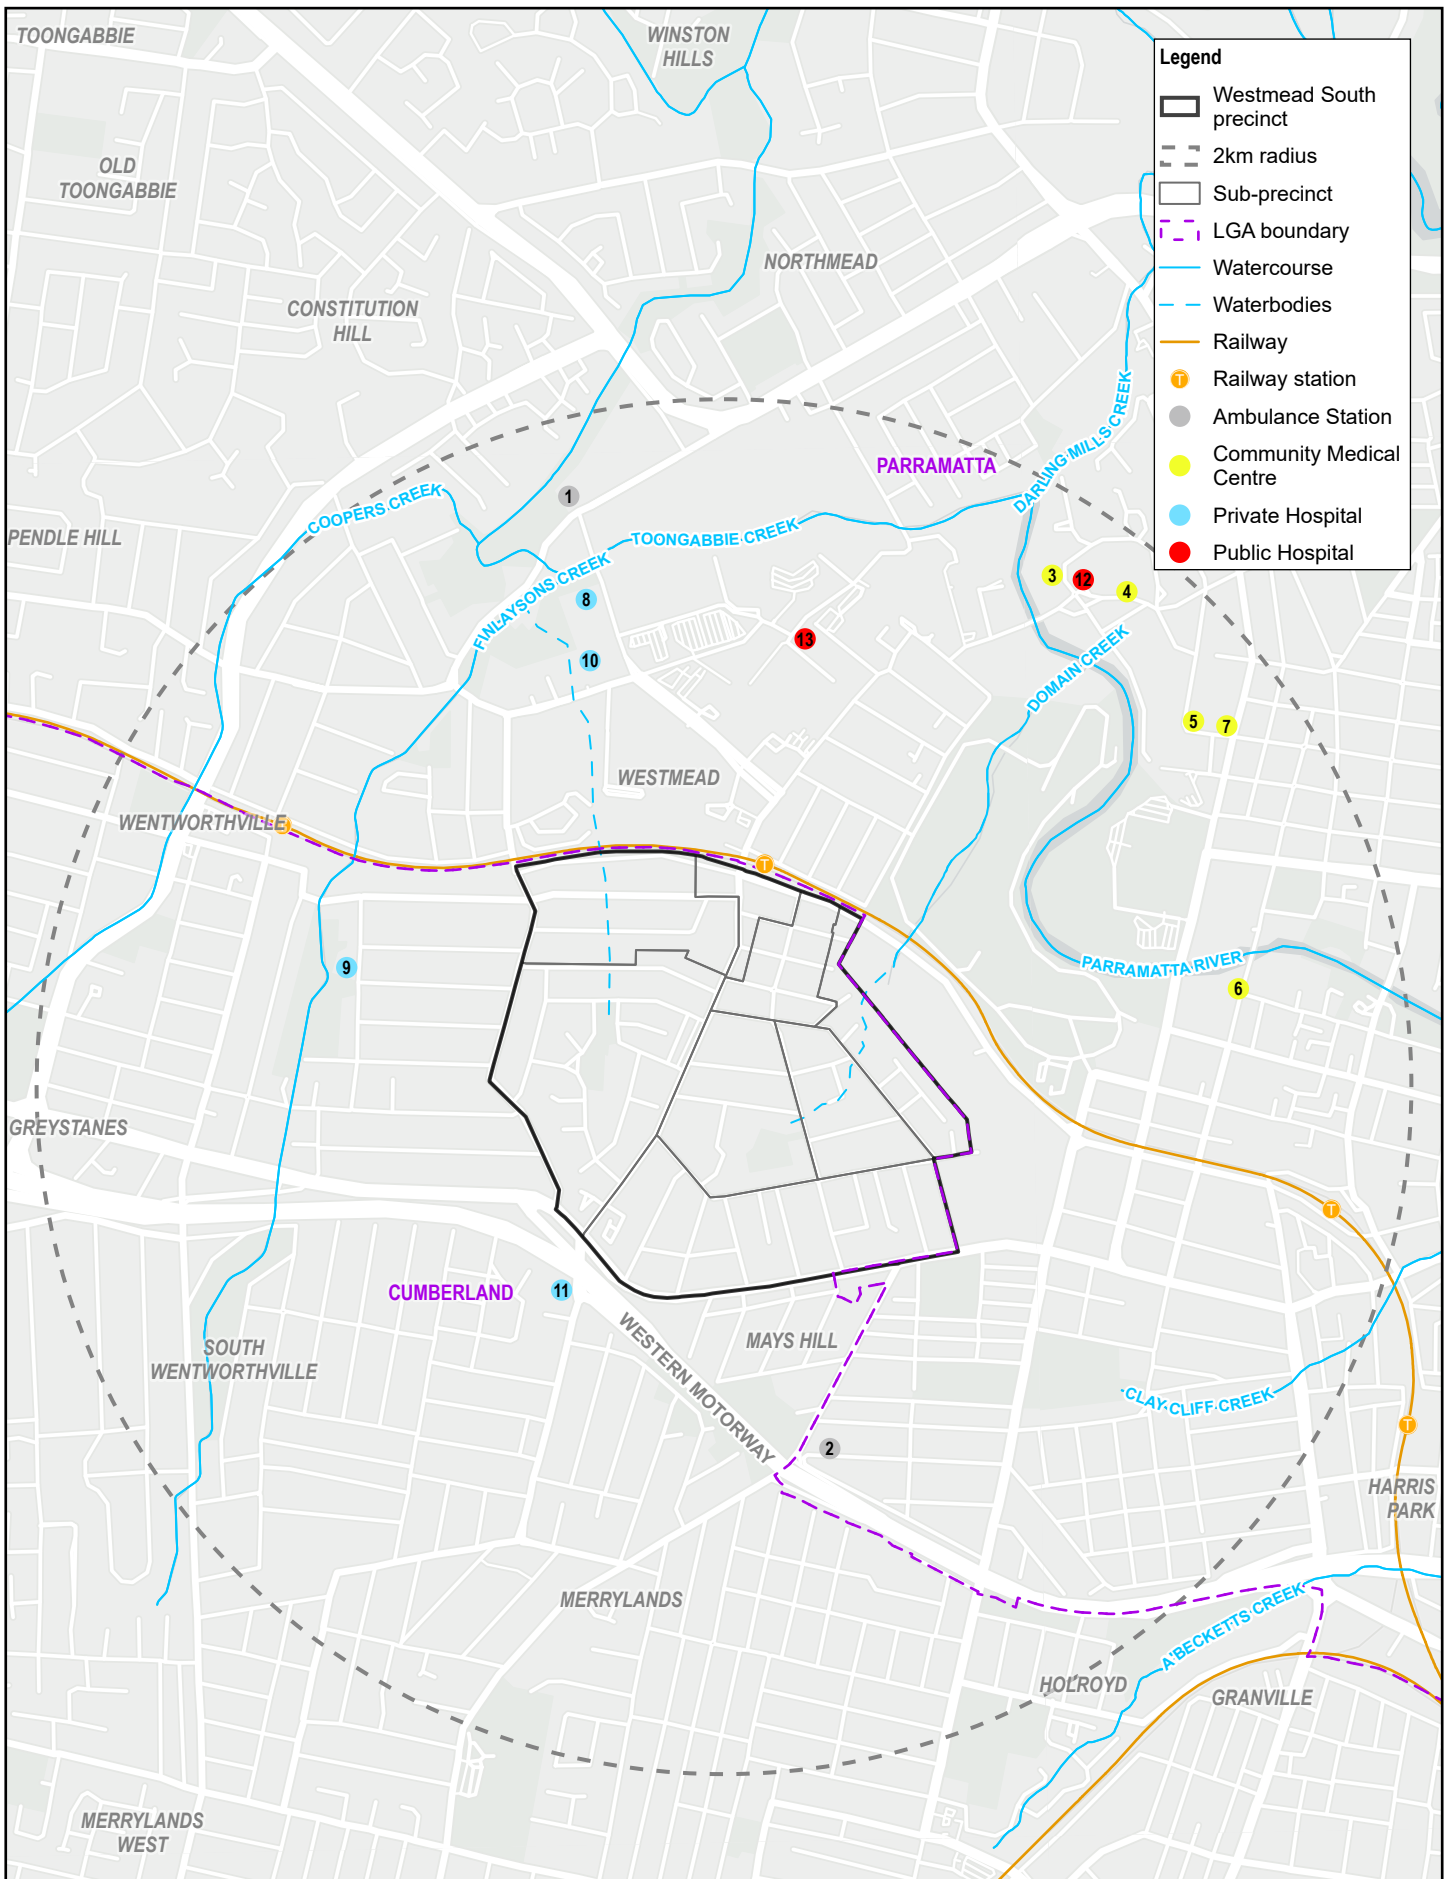 TOONGABBIE
WINSTON
HILLS
OLD
TOONGABBIE
NORTHMEAD
CONSTITUTION
HILL
Legend
Westmead South
precinct
2km radius
Sub-precinct
LGA boundary
Watercourse
Waterbodies
Railway
T
Railway station
Ambulance Station
Community Medical
Centre
Private Hospital
Public Hospital
PARRAMATTA
DARLING MILLS CREEK
COOPERS CREEK
1
PENDLE HILL
TOONGABBIE CREEK
FINLAYSONS CREEK
3
12
4
8
13
10
DOMAIN CREEK
5
7
WESTMEAD
WENTWORTHVILLE
T
9
PARRAMATTA RIVER
6
GREYSTANES
T
CUMBERLAND
11
WESTERN MOTORWAY
MAYS HILL
SOUTH
WENTWORTHVILLE
CLAY CLIFF CREEK
T
2
HARRIS
PARK
MERRYLANDS
A'BECKETTS CREEK
HOLROYD
GRANVILLE
MERRYLANDS
WEST